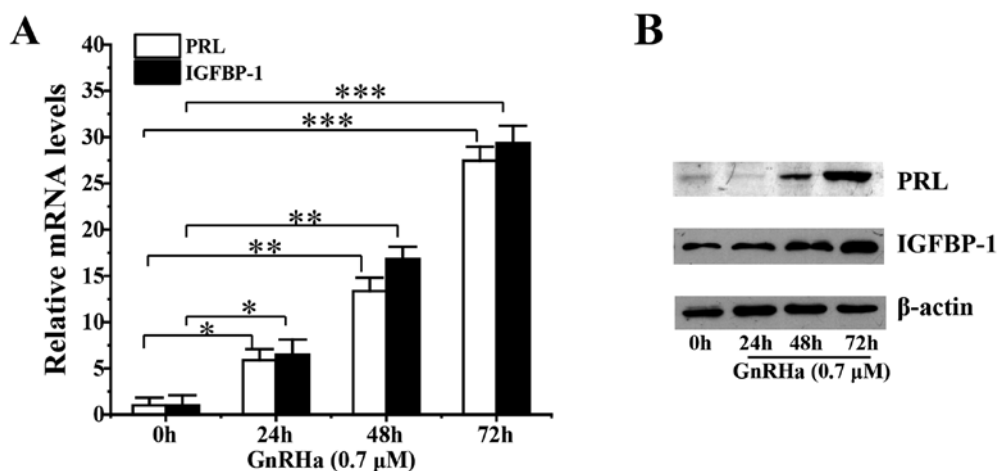 A
Relative mRNA levels
40
35
30
25
20
15
10
5
0
PRL
IGFBP-1
***
***
**
**
*
*
0h 24h 48h 72h
GnRHa (0.7 μM)
B
PRL
IGFBP-1
β-actin
0h 24h 48h 72h
GnRHa (0.7 μM)